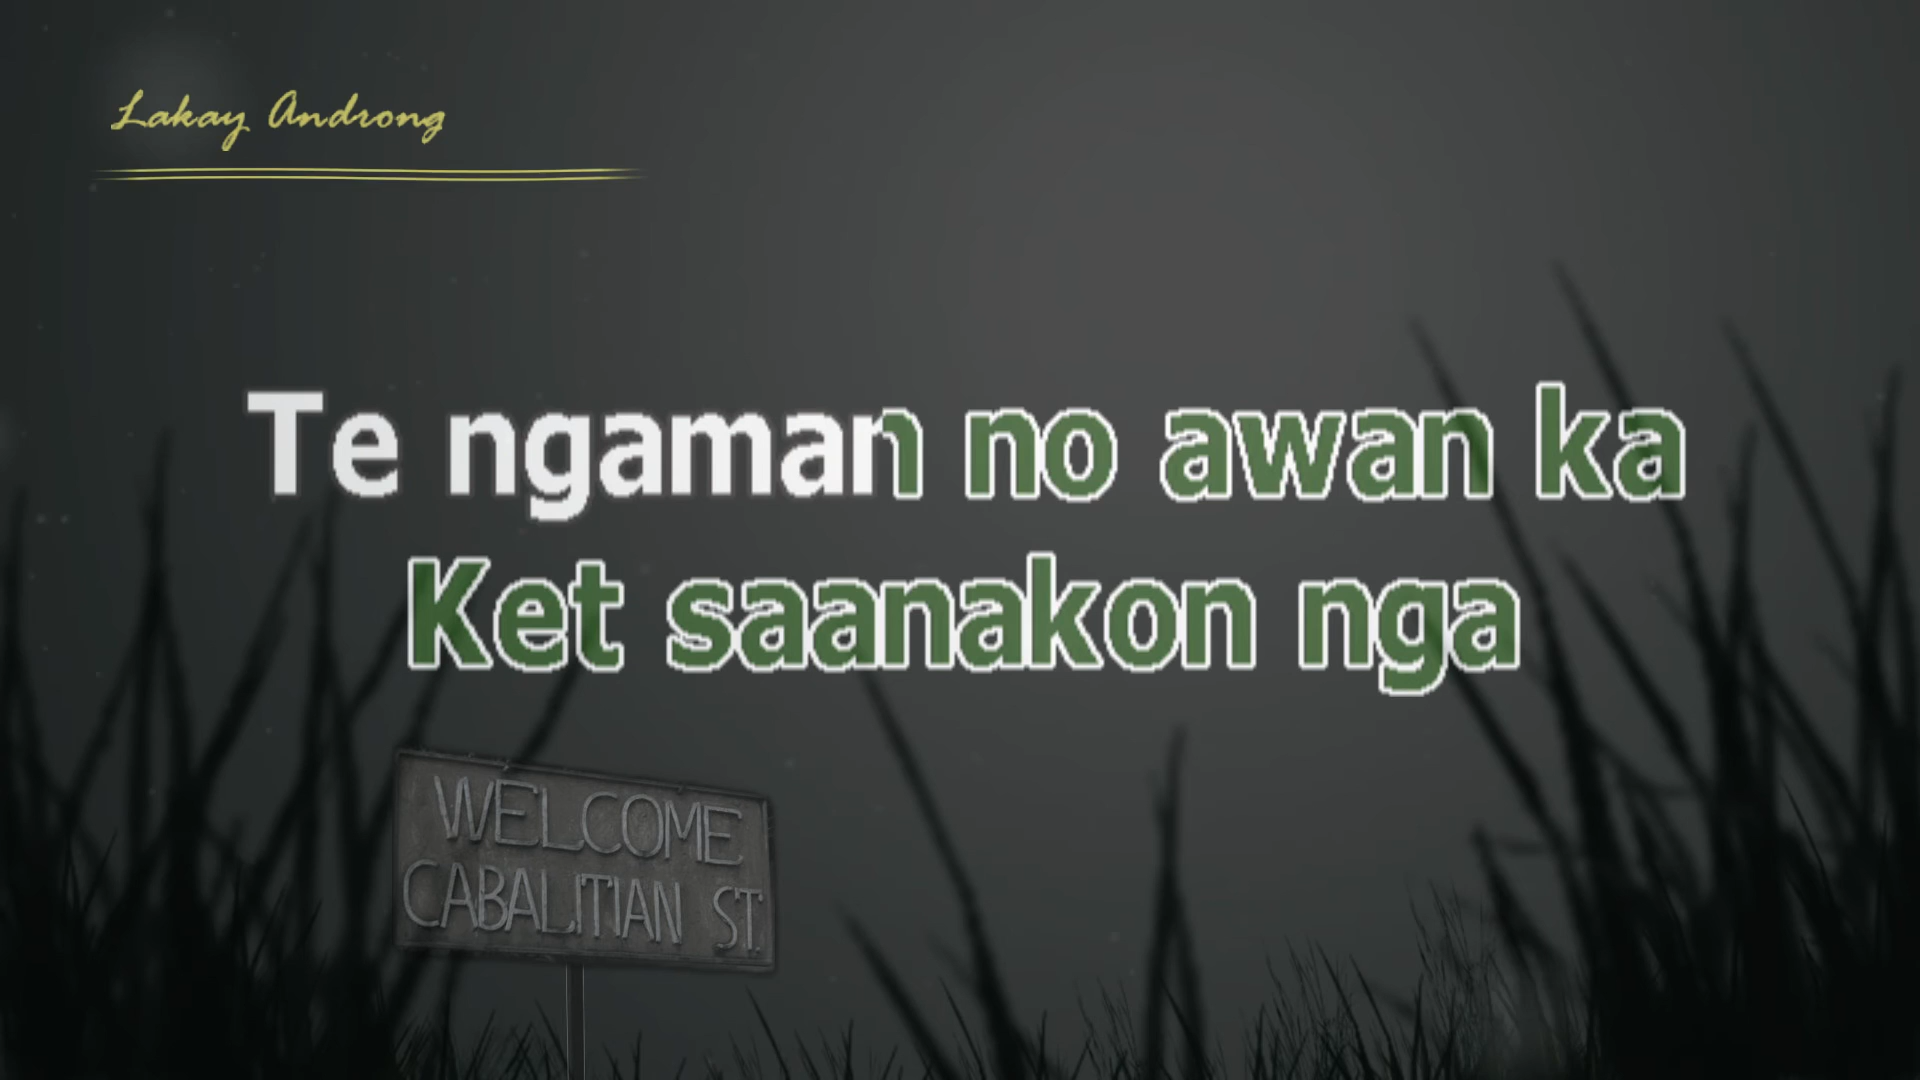 Lakay Androng
Te ngaman no awan ka
Ket saanakon nga
WELCOME
CABALITIAN ST.